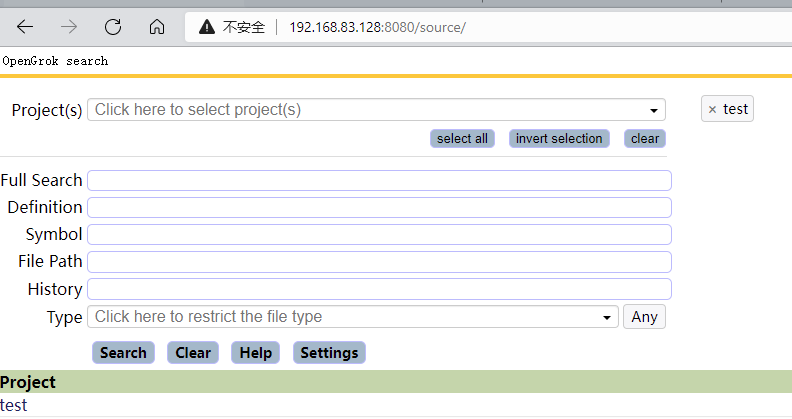 不安全 | 192.168.83.128:8080/source/
OpenGrok search
Project(s) Click here to select project(s) × test
select all invert selection clear
Full Search
Definition
Symbol
File Path
History
Type Click here to restrict the file type Any
Search Clear Help Settings
Project
test